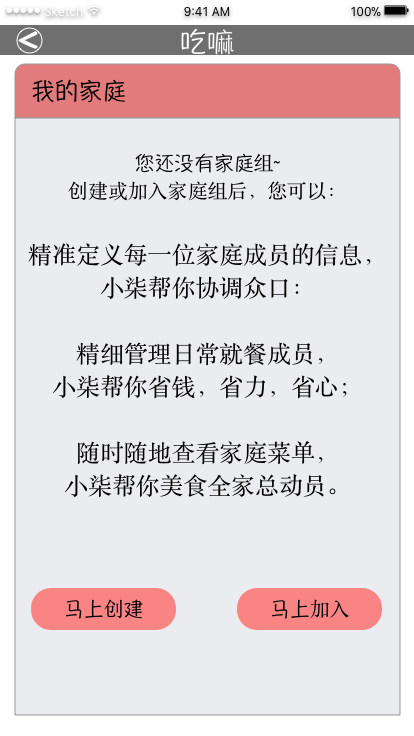 Sketch
9:41 AM
100%
吃嘛
我的家庭
您还没有家庭组~
创建或加入家庭组后，您可以：
精准定义每一位家庭成员的信息，
小柒帮你协调众口：
精细管理日常就餐成员，
小柒帮你省钱，省力，省心；
随时随地查看家庭菜单，
小柒帮你美食全家总动员。
马上创建
马上加入